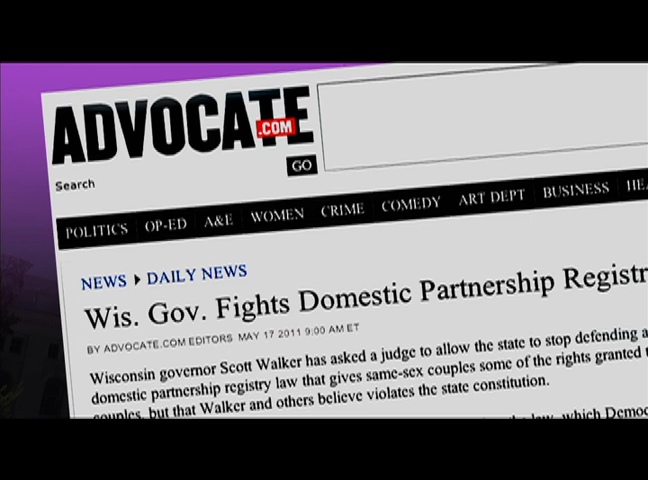 ADVOCATE
.COM
GO
Search
POLITICS OP-ED A&E WOMEN CRIME COMEDY ART DEPT BUSINESS
NEWS DAILY NEWS
Wis. Gov. Fights Domestic Partnership
BY ADVOCATE.COM EDITORS MAY 17 2011 9:00 AM ET
Wisconsin governor Scott Walker has asked a judge to allow the state to stop defending a
domestic partnership registry law that gives same-sex couples some of the rights granted
couples, but that Walker and others believe violates the state constitution.
the law, which